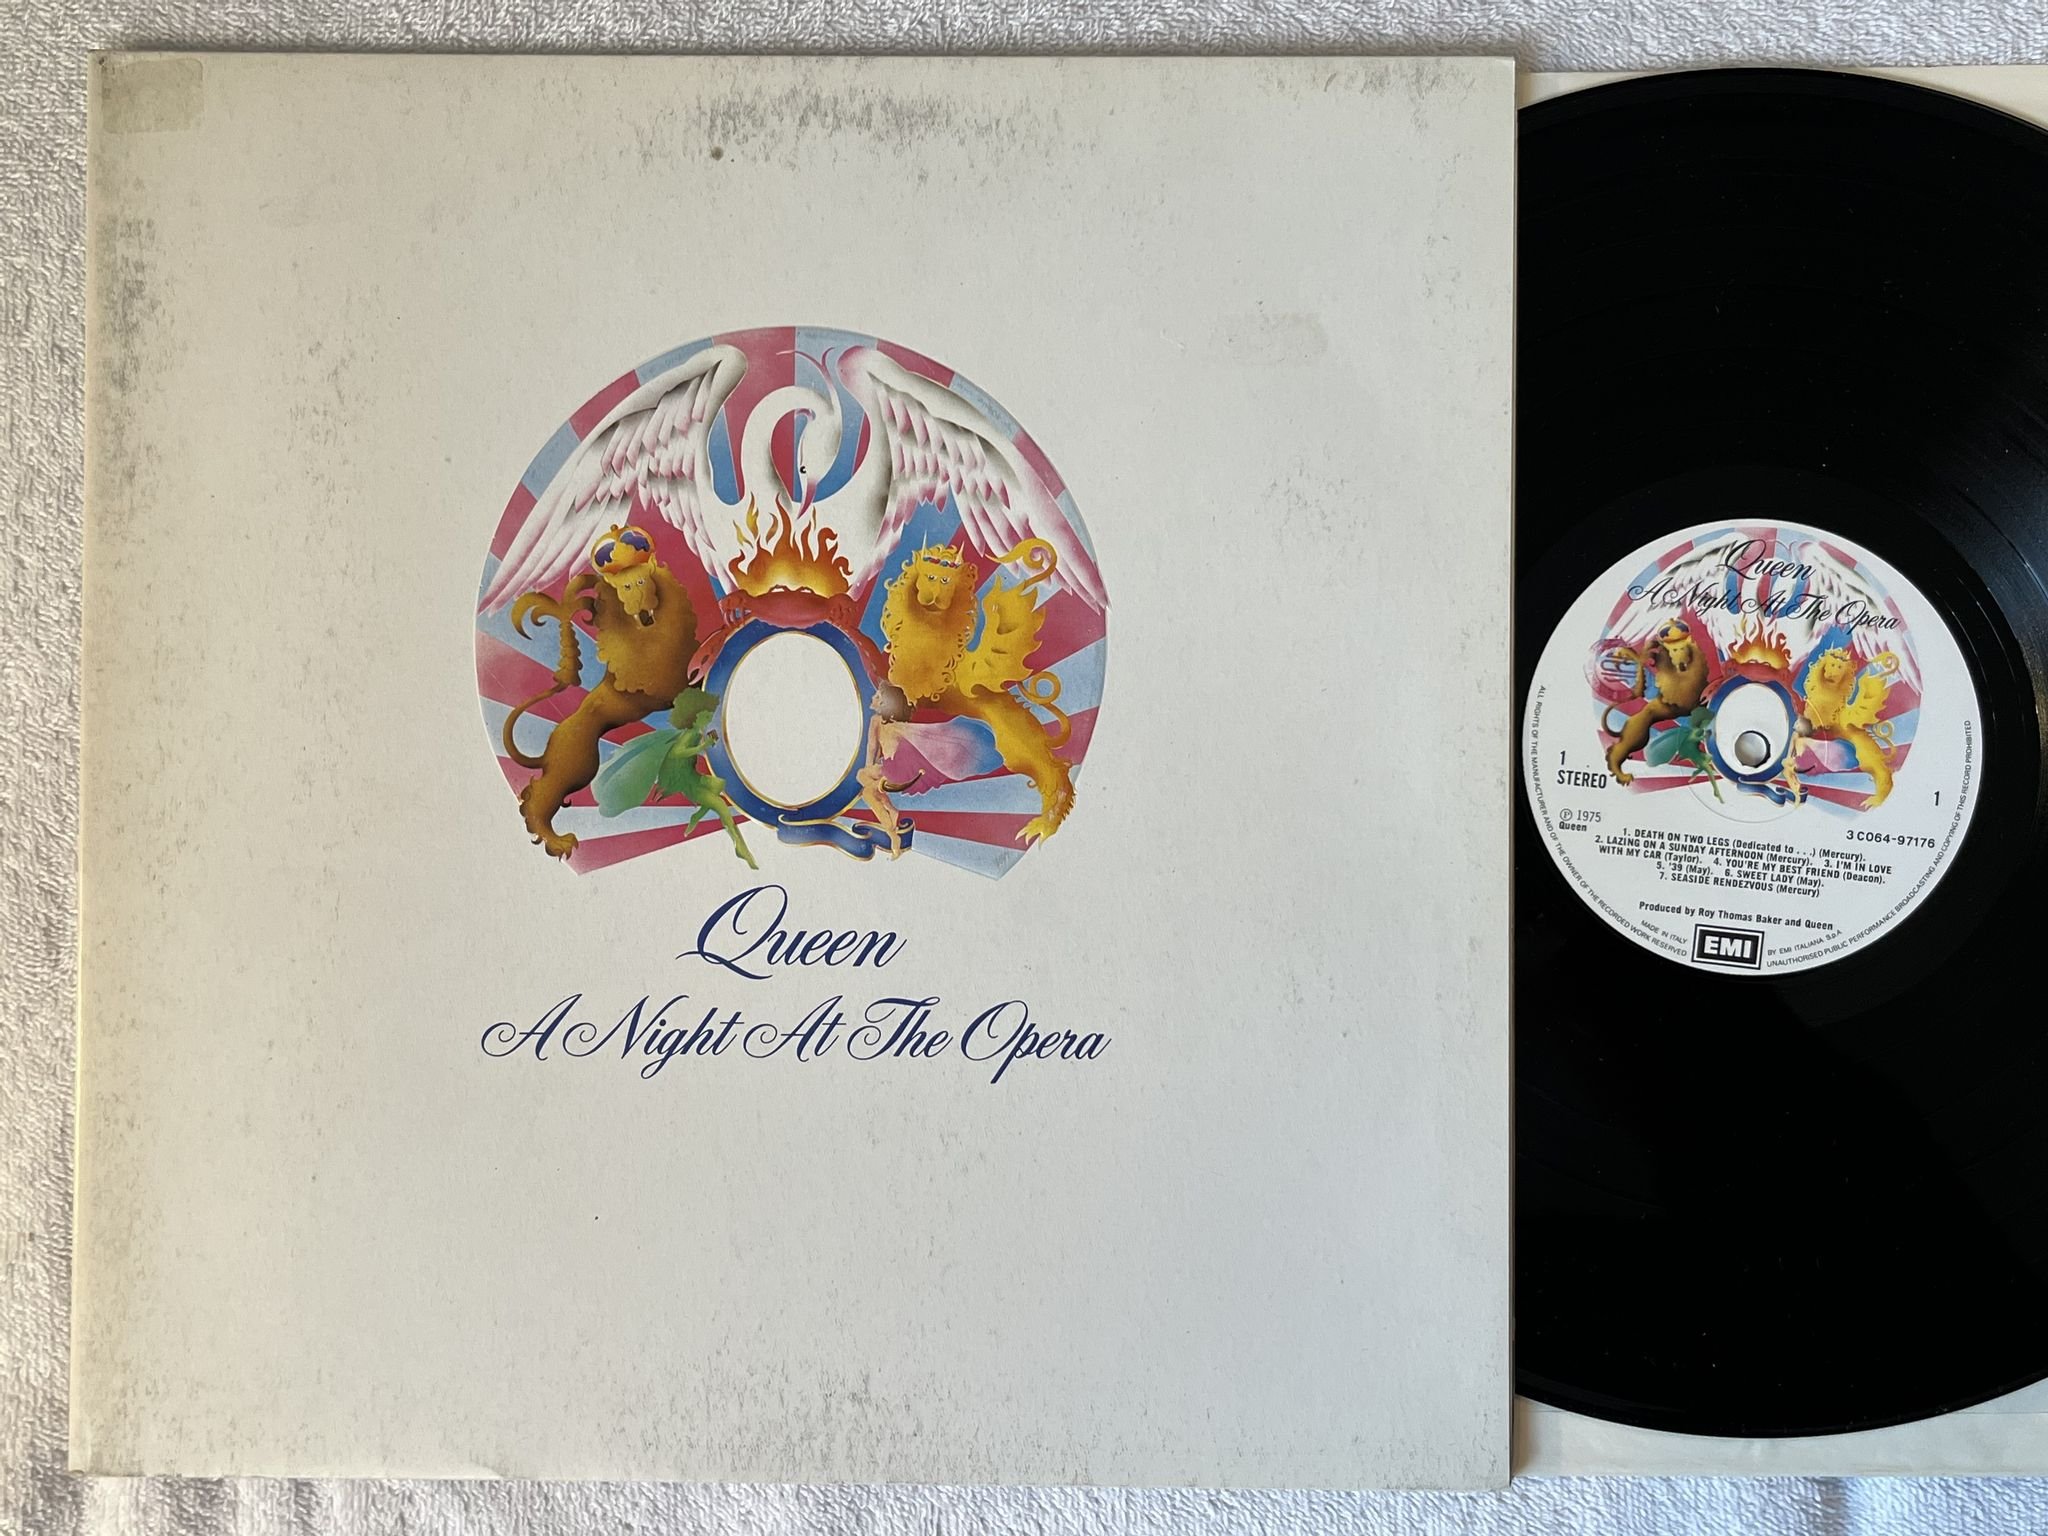 Queen
A Night At The Opera
Queen
A Night At The Opera
1
STEREO
1
Ⓟ 1975
Queen
3 C064-97176
1. DEATH ON TWO LEGS (Dedicated to . . .) (Mercury).
2. LAZING ON A SUNDAY AFTERNOON (Mercury). 3. I'M IN LOVE
WITH MY CAR (Taylor). 4. YOU'RE MY BEST FRIEND (Deacon).
5. '39 (May). 6. SWEET LADY (May).
7. SEASIDE RENDEZVOUS (Mercury)
Produced by Roy Thomas Baker and Queen
MADE IN ITALY
EMI
BY EMI ITALIANA S.p.A
ALL RIGHTS OF THE MANUFACTURER AND OF THE OWNER OF THE RECORDED WORK RESERVED
UNAUTHORISED PUBLIC PERFORMANCE BROADCASTING AND COPYING OF THIS RECORD PROHIBITED